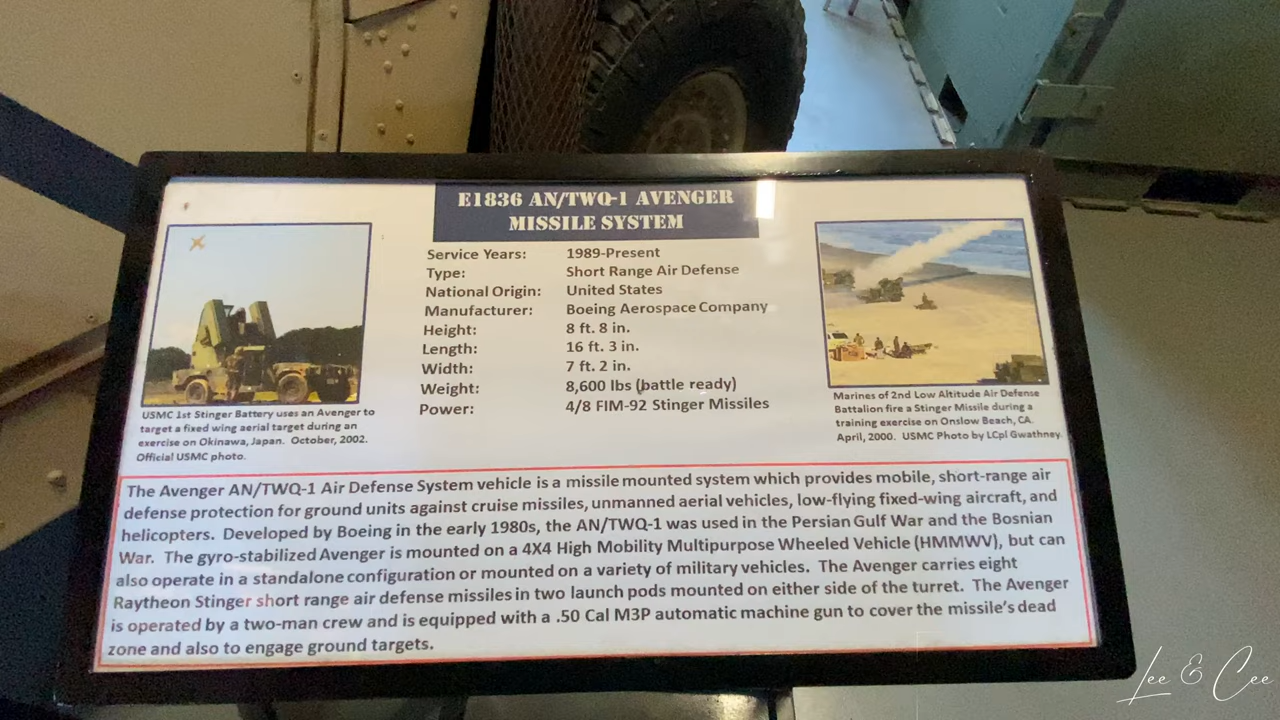 E1836 AN/TWQ-1 AVENGER
MISSILE SYSTEM
Service Years: 1989-Present
Type: Short Range Air Defense
National Origin: United States
Manufacturer: Boeing Aerospace Company
Height: 8 ft. 8 in.
Length: 16 ft. 3 in.
Width: 7 ft. 2 in.
Weight: 8,600 lbs (battle ready)
Power: 4/8 FIM-92 Stinger Missiles
USMC 1st Stinger Battery uses an Avenger to
target a fixed wing aerial target during an
exercise on Okinawa, Japan. October, 2002.
Official USMC photo.
Marines of 2nd Low Altitude Air Defense
Battalion fire a Stinger Missile during a
training exercise on Onslow Beach, CA.
April, 2000. USMC Photo by LCpl Gwathney.
The Avenger AN/TWQ-1 Air Defense System vehicle is a missile mounted system which provides mobile, short-range air
defense protection for ground units against cruise missiles, unmanned aerial vehicles, low-flying fixed-wing aircraft, and
helicopters. Developed by Boeing in the early 1980s, the AN/TWQ-1 was used in the Persian Gulf War and the Bosnian
War. The gyro-stabilized Avenger is mounted on a 4X4 High Mobility Multipurpose Wheeled Vehicle (HMMWV), but can
also operate in a standalone configuration or mounted on a variety of military vehicles. The Avenger carries eight
Raytheon Stinger short range air defense missiles in two launch pods mounted on either side of the turret. The Avenger
is operated by a two-man crew and is equipped with a .50 Cal M3P automatic machine gun to cover the missile's dead
zone and also to engage ground targets.
Lee & Cee